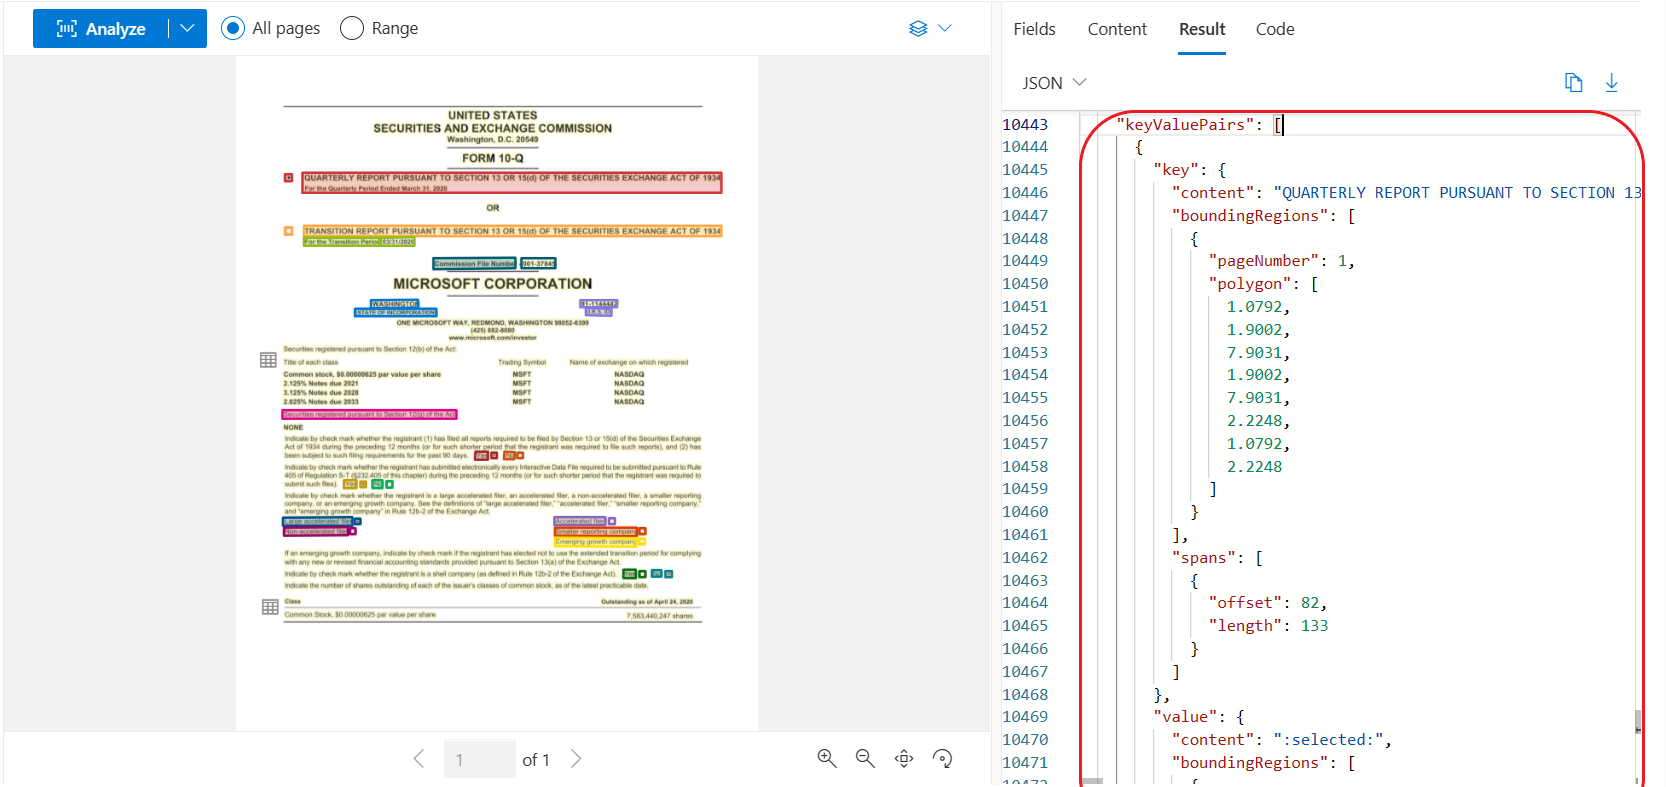 Analyze
All pages
Range
UNITED STATES
SECURITIES AND EXCHANGE COMMISSION
Washington, D.C. 20549
FORM 10-Q
QUARTERLY REPORT PURSUANT TO SECTION 13 OR 15(d) OF THE SECURITIES EXCHANGE ACT OF 1934
For the Quarterly Period Ended March 31, 2020
OR
TRANSITION REPORT PURSUANT TO SECTION 13 OR 15(d) OF THE SECURITIES EXCHANGE ACT OF 1934
For the Transition Period 03/31/2020
Commission File Number 001-37845
MICROSOFT CORPORATION
WASHINGTON 91-1144442
STATE OF INCORPORATION I.R.S. ID
ONE MICROSOFT WAY, REDMOND, WASHINGTON 98052-6399
(425) 882-8080
www.microsoft.com/investor
Securities registered pursuant to Section 12(b) of the Act:
Title of each class Trading Symbol Name of exchange on which registered
Common stock, $0.00000625 par value per share MSFT NASDAQ
2.125% Notes due 2021 MSFT NASDAQ
3.125% Notes due 2028 MSFT NASDAQ
2.625% Notes due 2033 MSFT NASDAQ
Securities registered pursuant to Section 12(g) of the Act
NONE
Indicate by check mark whether the registrant (1) has filed all reports required to be filed by Section 13 or 15(d) of the Securities Exchange
Act of 1934 during the preceding 12 months (or for such shorter period that the registrant was required to file such reports), and (2) has
been subject to such filing requirements for the past 90 days.
Indicate by check mark whether the registrant has submitted electronically every Interactive Data File required to be submitted pursuant to Rule
405 of Regulation S-T (§232.405 of this chapter) during the preceding 12 months (or for such shorter period that the registrant was required to
submit such files).
Indicate by check mark whether the registrant is a large accelerated filer, an accelerated filer, a non-accelerated filer, a smaller reporting
company, or an emerging growth company. See the definitions of "large accelerated filer," "accelerated filer," "smaller reporting company,"
and "emerging growth company" in Rule 12b-2 of the Exchange Act.
Large accelerated filer Accelerated filer
Non-accelerated filer Smaller reporting company
Emerging growth company
If an emerging growth company, indicate by check mark if the registrant has elected not to use the extended transition period for complying
with any new or revised financial accounting standards provided pursuant to Section 13(a) of the Exchange Act.
Indicate by check mark whether the registrant is a shell company (as defined in Rule 12b-2 of the Exchange Act).
Indicate the number of shares outstanding of each of the issuer's classes of common stock, as of the latest practicable date.
Class Outstanding as of April 24, 2020
Common Stock, $0.00000625 par value per share 7,583,440,247 shares
1 of 1
Fields Content Result Code
JSON
10443 "keyValuePairs": [
10444 {
10445 "key": {
10446 "content": "QUARTERLY REPORT PURSUANT TO SECTION 13
10447 "boundingRegions": [
10448 {
10449 "pageNumber": 1,
10450 "polygon": [
10451 1.0792,
10452 1.9002,
10453 7.9031,
10454 1.9002,
10455 7.9031,
10456 2.2248,
10457 1.0792,
10458 2.2248
10459 ]
10460 }
10461 ],
10462 "spans": [
10463 {
10464 "offset": 82,
10465 "length": 133
10466 }
10467 ]
10468 },
10469 "value": {
10470 "content": ":selected:",
10471 "boundingRegions": [